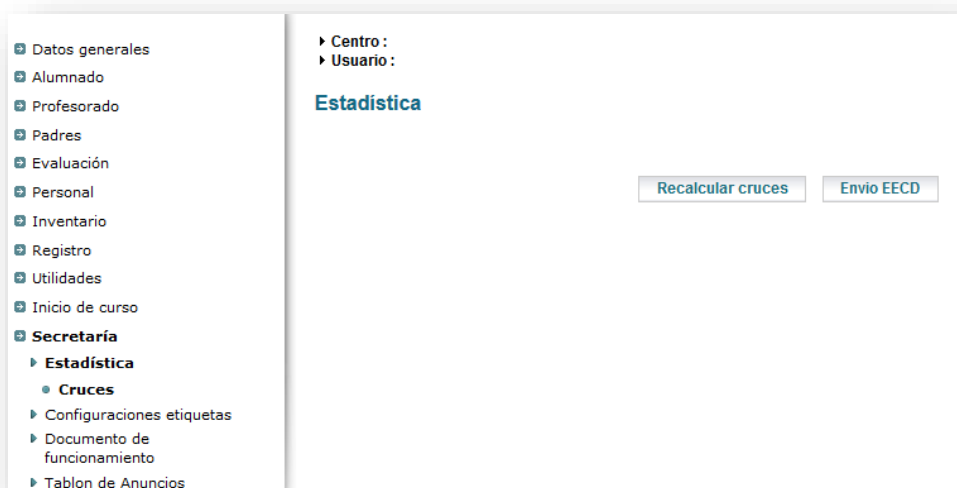 Datos generales
Alumnado
Profesorado
Padres
Evaluación
Personal
Inventario
Registro
Utilidades
Inicio de curso
Secretaría
Estadística
Cruces
Configuraciones etiquetas
Documento de
funcionamiento
Tablon de Anuncios
Centro :
Usuario :
Estadística
Recalcular cruces
Envio EECD